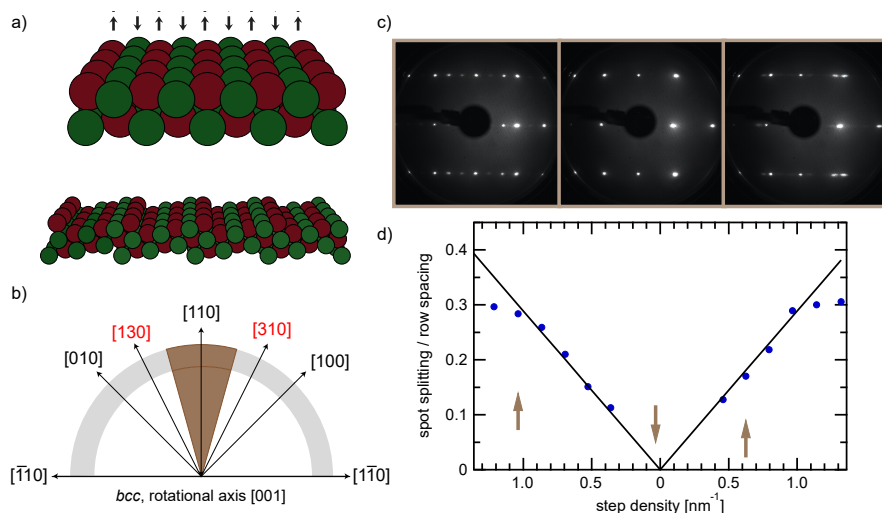 a)
b)
[110]
[130]
[310]
[010]
[100]
[1̅10]
[11̅0]
bcc, rotational axis [001]
c)
d)
spot splitting / row spacing
0.4
0.3
0.2
0.1
0
1.0
0.5
0
0.5
1.0
step density [nm⁻¹]